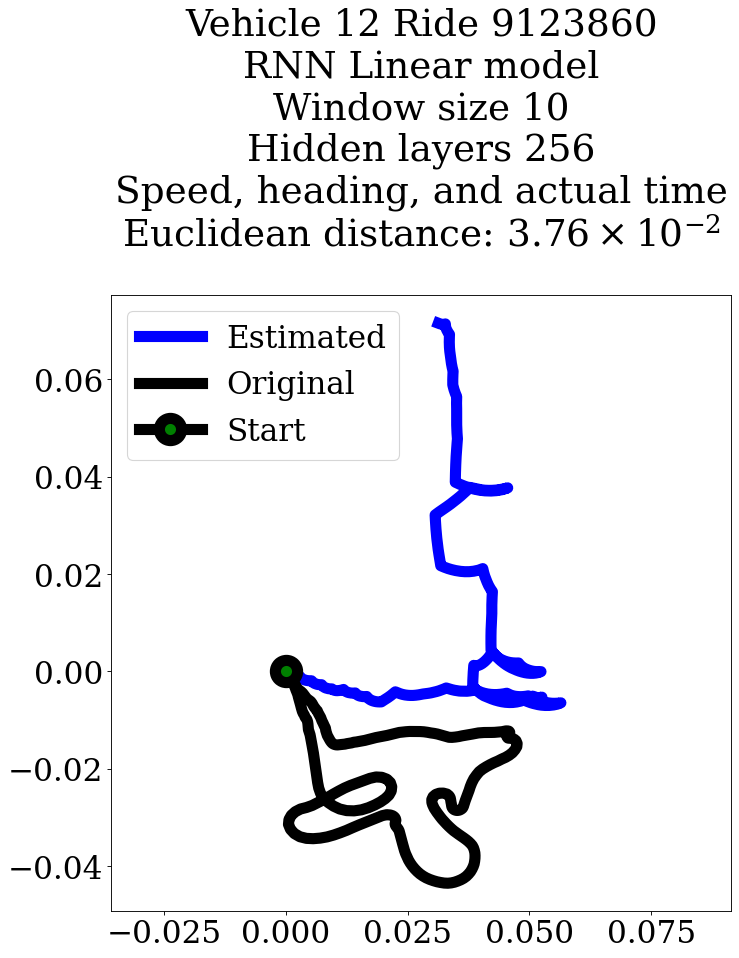 Vehicle 12 Ride 9123860
RNN Linear model
Window size 10
Hidden layers 256
Speed, heading, and actual time
Euclidean distance: 3.76 × 10⁻²
Estimated
Original
Start
0.06
0.04
0.02
0.00
−0.02
−0.04
−0.025 0.000 0.025 0.050 0.075